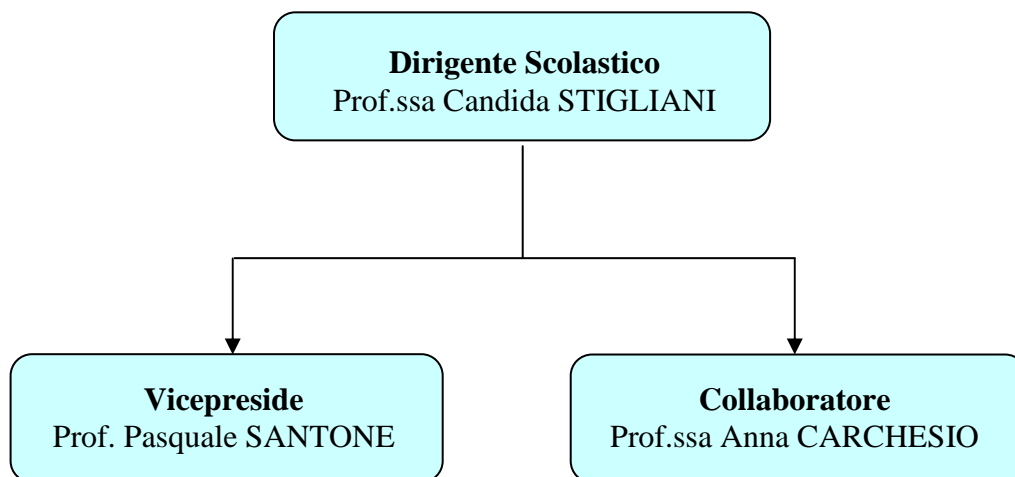 Dirigente Scolastico
Prof.ssa Candida STIGLIANI
Vicepreside
Prof. Pasquale SANTONE
Collaboratore
Prof.ssa Anna CARCHESIO